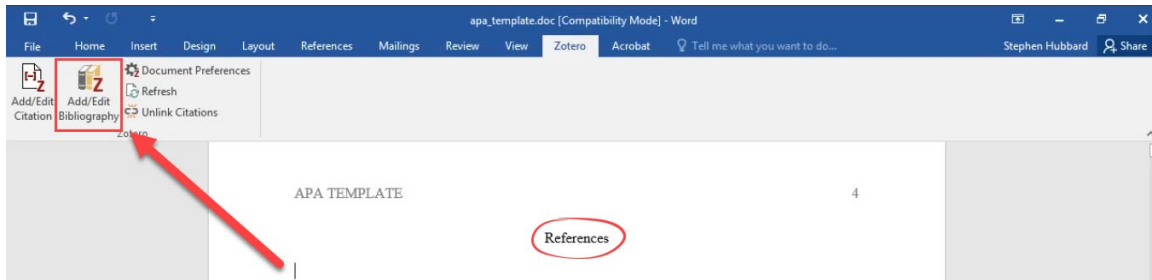 apa_template.doc [Compatibility Mode] - Word
File Home Insert Design Layout References Mailings Review View Zotero Acrobat Tell me what you want to do... Stephen Hubbard Share
Add/Edit Citation
Add/Edit Bibliography
Document Preferences
Refresh
Unlink Citations
Zotero
APA TEMPLATE 4
References